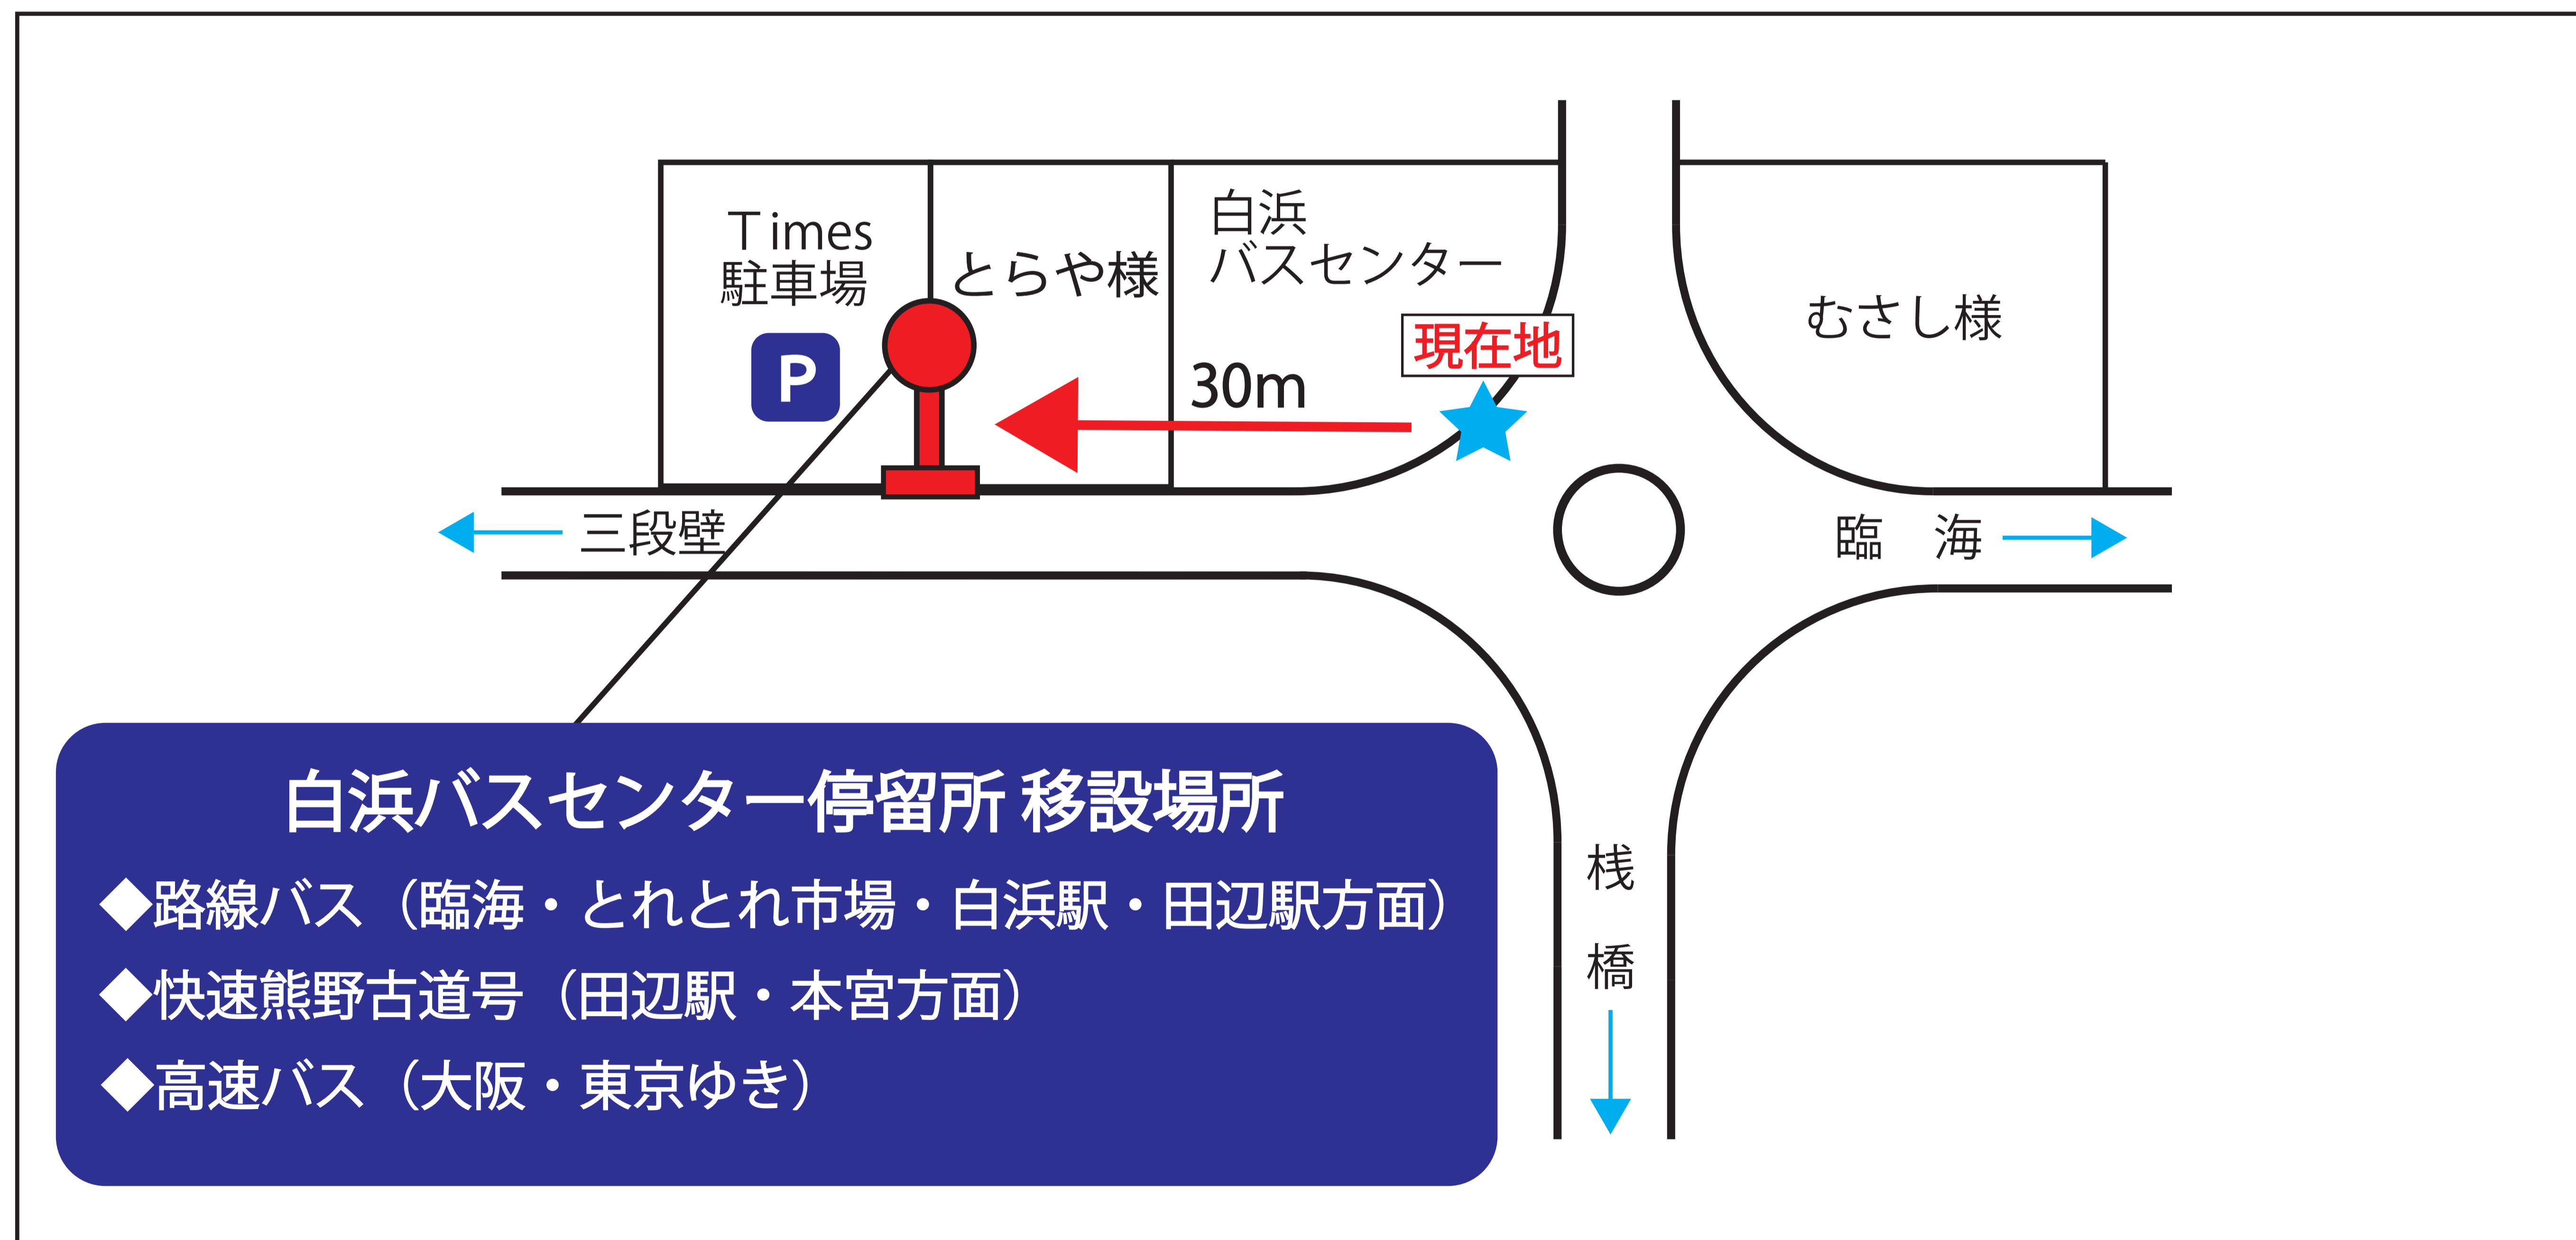 Times
駐車場
P
とらや様
白浜
バスセンター
30m
現在地
むさし様
三段壁
臨　海
桟
橋
白浜バスセンター停留所 移設場所
◆路線バス（臨海・とれとれ市場・白浜駅・田辺駅方面）
◆快速熊野古道号（田辺駅・本宮方面）
◆高速バス（大阪・東京ゆき）